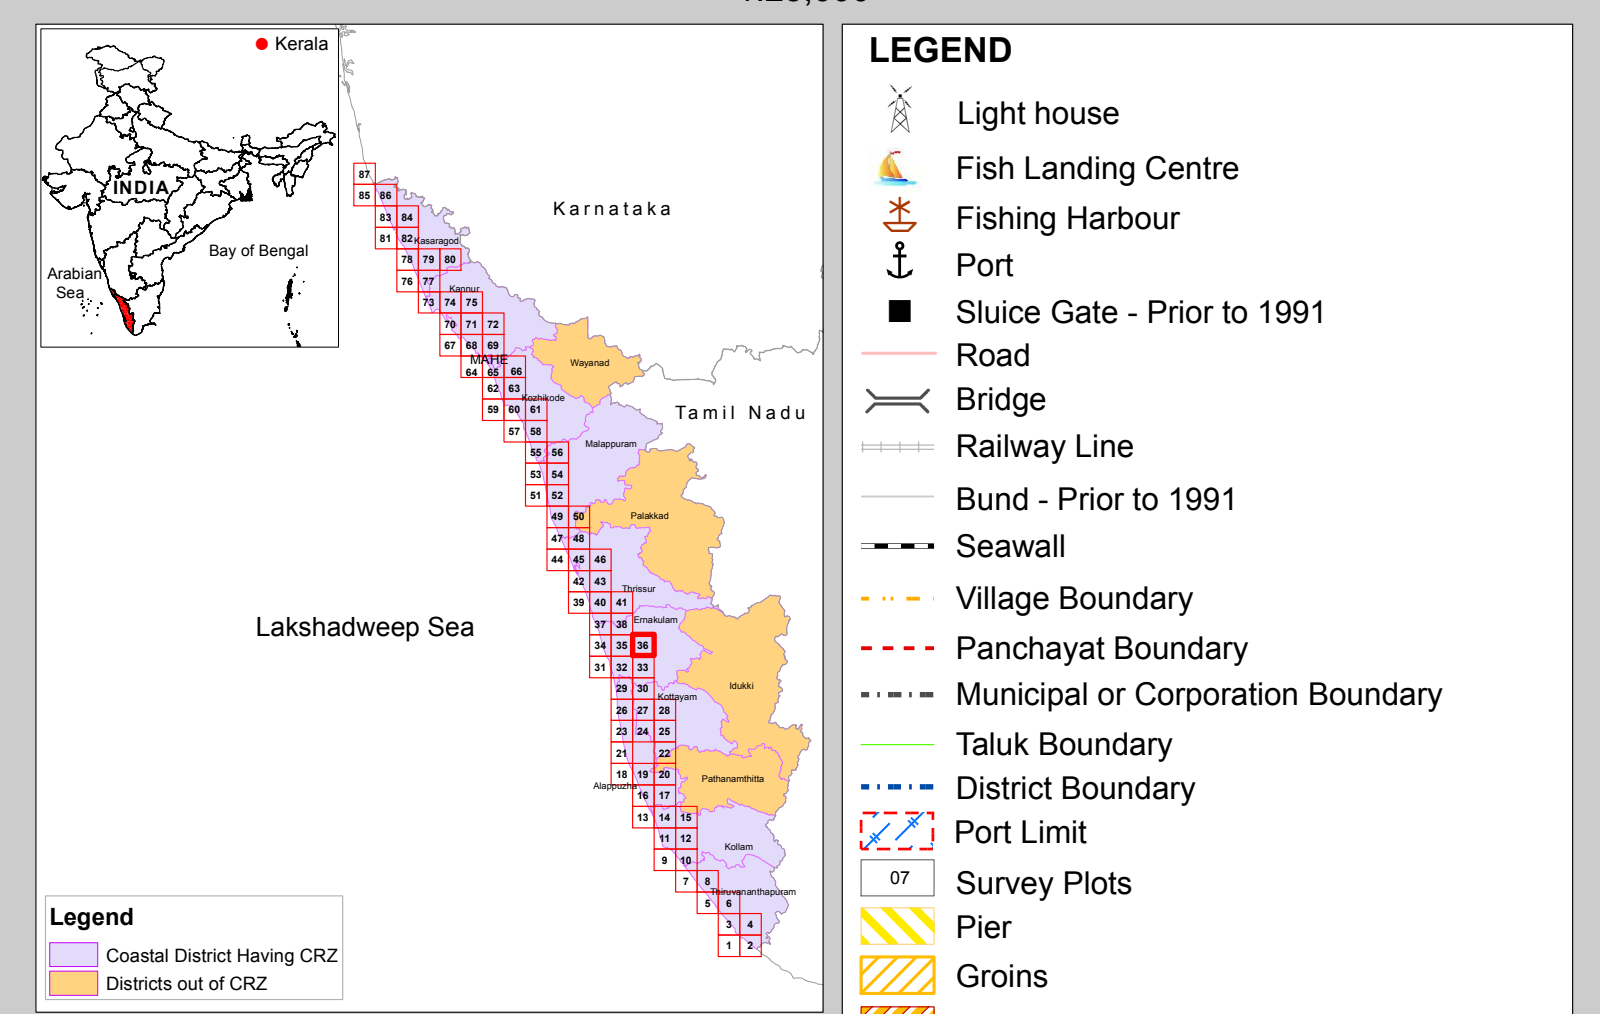 Kerala
INDIA
Bay of Bengal
Arabian
Sea
Karnataka
Tamil Nadu
Lakshadweep Sea
87
85 86
83 84
81 82
Kasaragod
78 79 80
76 77
Kannur
73 74 75
70 71 72
67 68 69
MAHE
64 65 66
62 63
Kozhikode
59 60 61
57 58
55 56
53 54
51 52
49 50
47 48
44 45 46
42 43
Thrissur
39 40 41
37 38
Ernakulam
34 35 36
31 32 33
29 30
Kottayam
26 27 28
23 24 25
21 22
18 19 20
Alappuzha
16 17
13 14 15
11 12
9 10
7 8
Thiruvananthapuram
5 6
3 4
1 2
Wayanad
Malappuram
Palakkad
Idukki
Pathanamthitta
Kollam
Legend
Coastal District Having CRZ
Districts out of CRZ
LEGEND
Light house
Fish Landing Centre
Fishing Harbour
Port
Sluice Gate - Prior to 1991
Road
Bridge
Railway Line
Bund - Prior to 1991
Seawall
Village Boundary
Panchayat Boundary
Municipal or Corporation Boundary
Taluk Boundary
District Boundary
Port Limit
07 Survey Plots
Pier
Groins